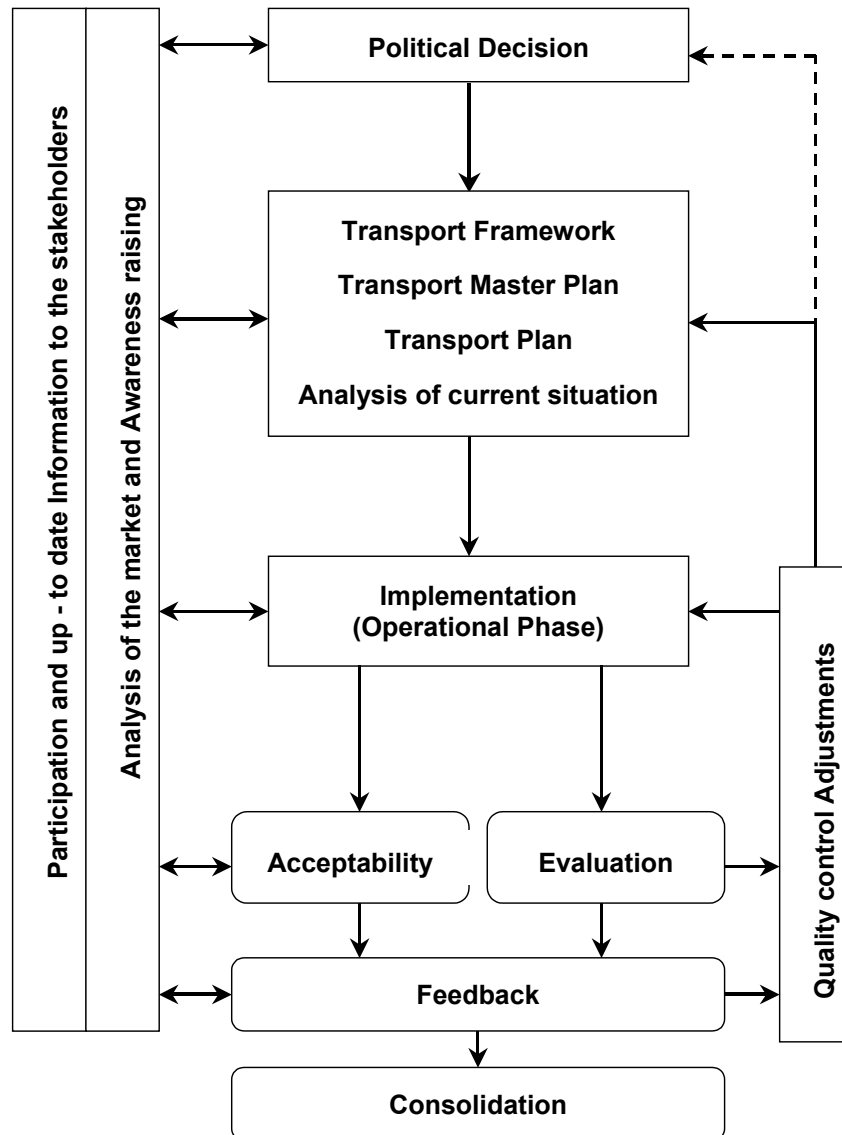 Participation and up - to date Information to the stakeholders
Analysis of the market and Awareness raising
Political Decision
Transport Framework
Transport Master Plan
Transport Plan
Analysis of current situation
Implementation
(Operational Phase)
Acceptability
Evaluation
Feedback
Consolidation
Quality control Adjustments